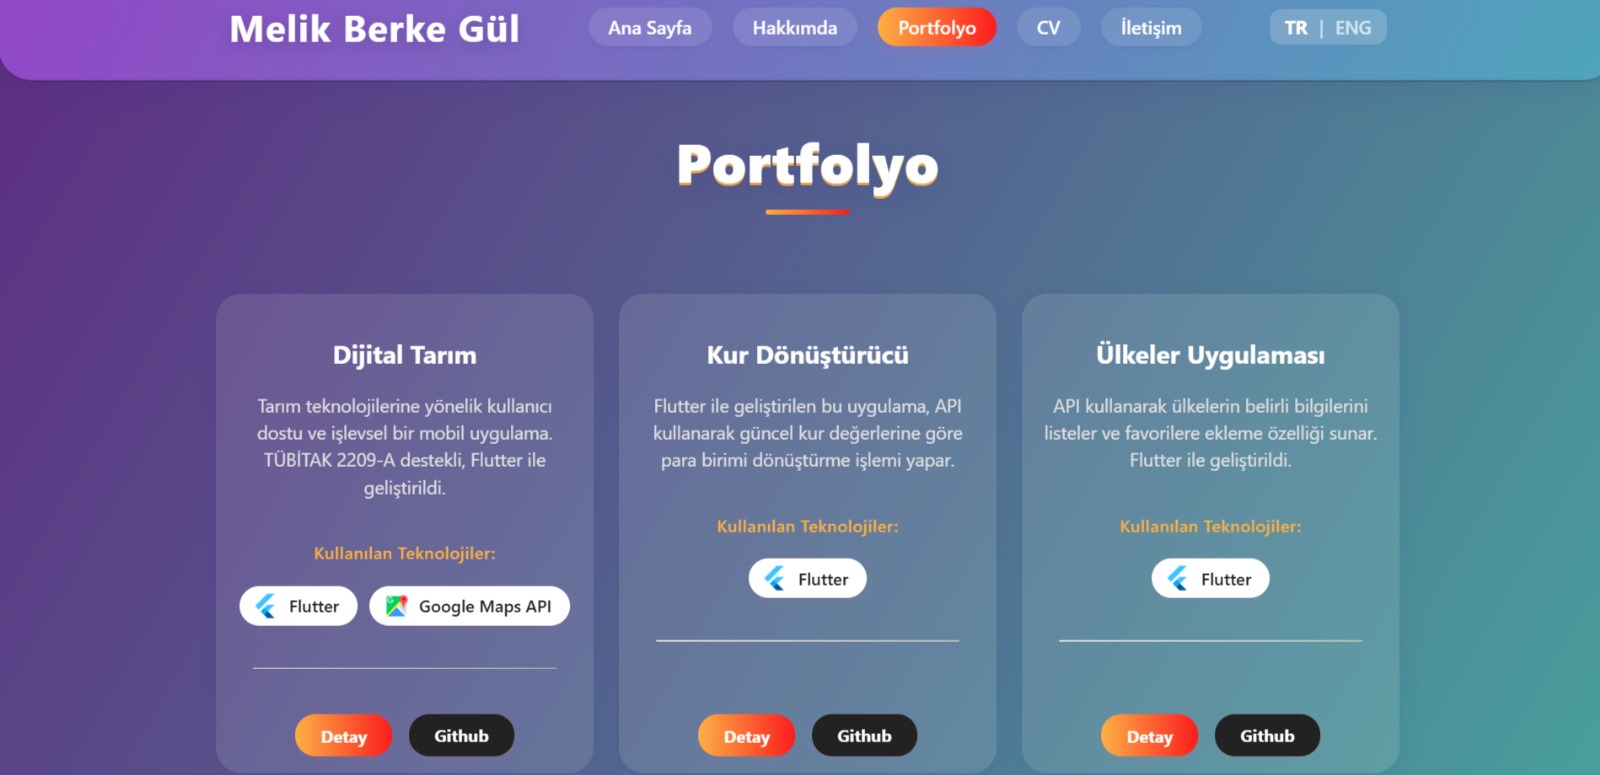 Melik Berke Gül
Ana Sayfa
Hakkımda
Portfolyo
CV
İletişim
TR | ENG
Portfolyo
Dijital Tarım
Tarım teknolojilerine yönelik kullanıcı
dostu ve işlevsel bir mobil uygulama.
TÜBİTAK 2209-A destekli, Flutter ile
geliştirildi.
Kullanılan Teknolojiler:
Flutter
Google Maps API
Detay
Github
Kur Dönüştürücü
Flutter ile geliştirilen bu uygulama, API
kullanarak güncel kur değerlerine göre
para birimi dönüştürme işlemi yapar.
Kullanılan Teknolojiler:
Flutter
Detay
Github
Ülkeler Uygulaması
API kullanarak ülkelerin belirli bilgilerini
listeler ve favorilere ekleme özelliği sunar.
Flutter ile geliştirildi.
Kullanılan Teknolojiler:
Flutter
Detay
Github